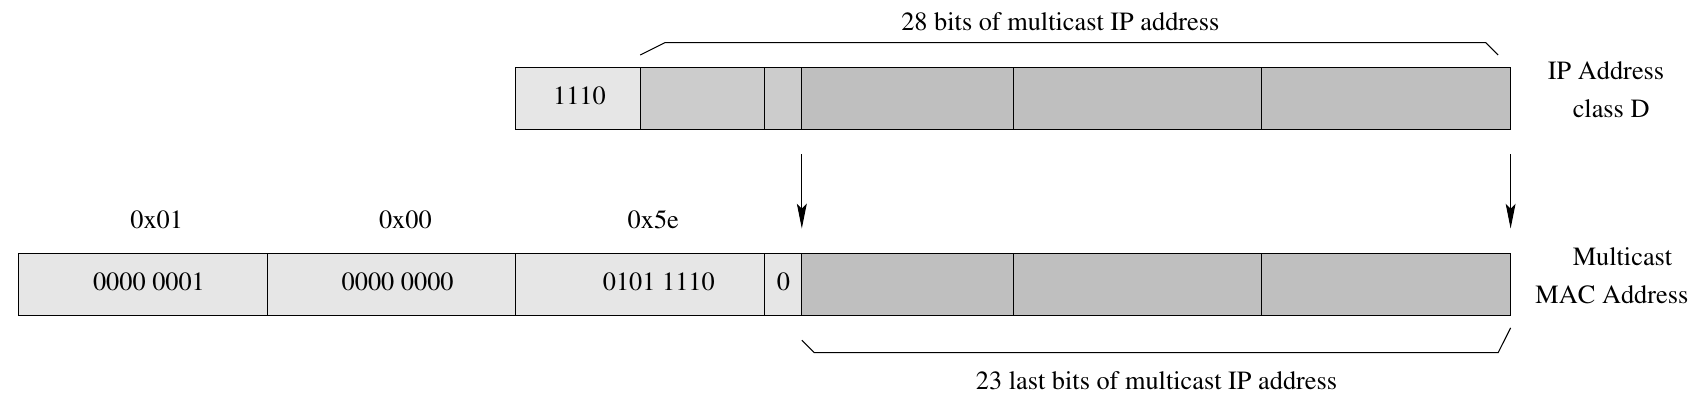 28 bits of multicast IP address
1110
IP Address
class D
0x01
0x00
0x5e
0000 0001
0000 0000
0101 1110
0
Multicast
MAC Address
23 last bits of multicast IP address